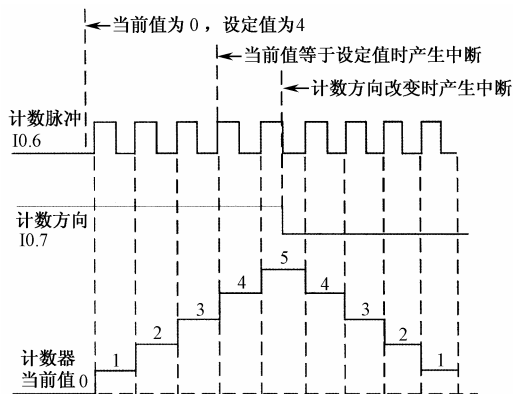 当前值为 0 ，设定值为4
当前值等于设定值时产生中断
计数方向改变时产生中断
计数脉冲
I0.6
计数方向
I0.7
5
4
4
3
3
2
2
计数器
1
1
当前值 0